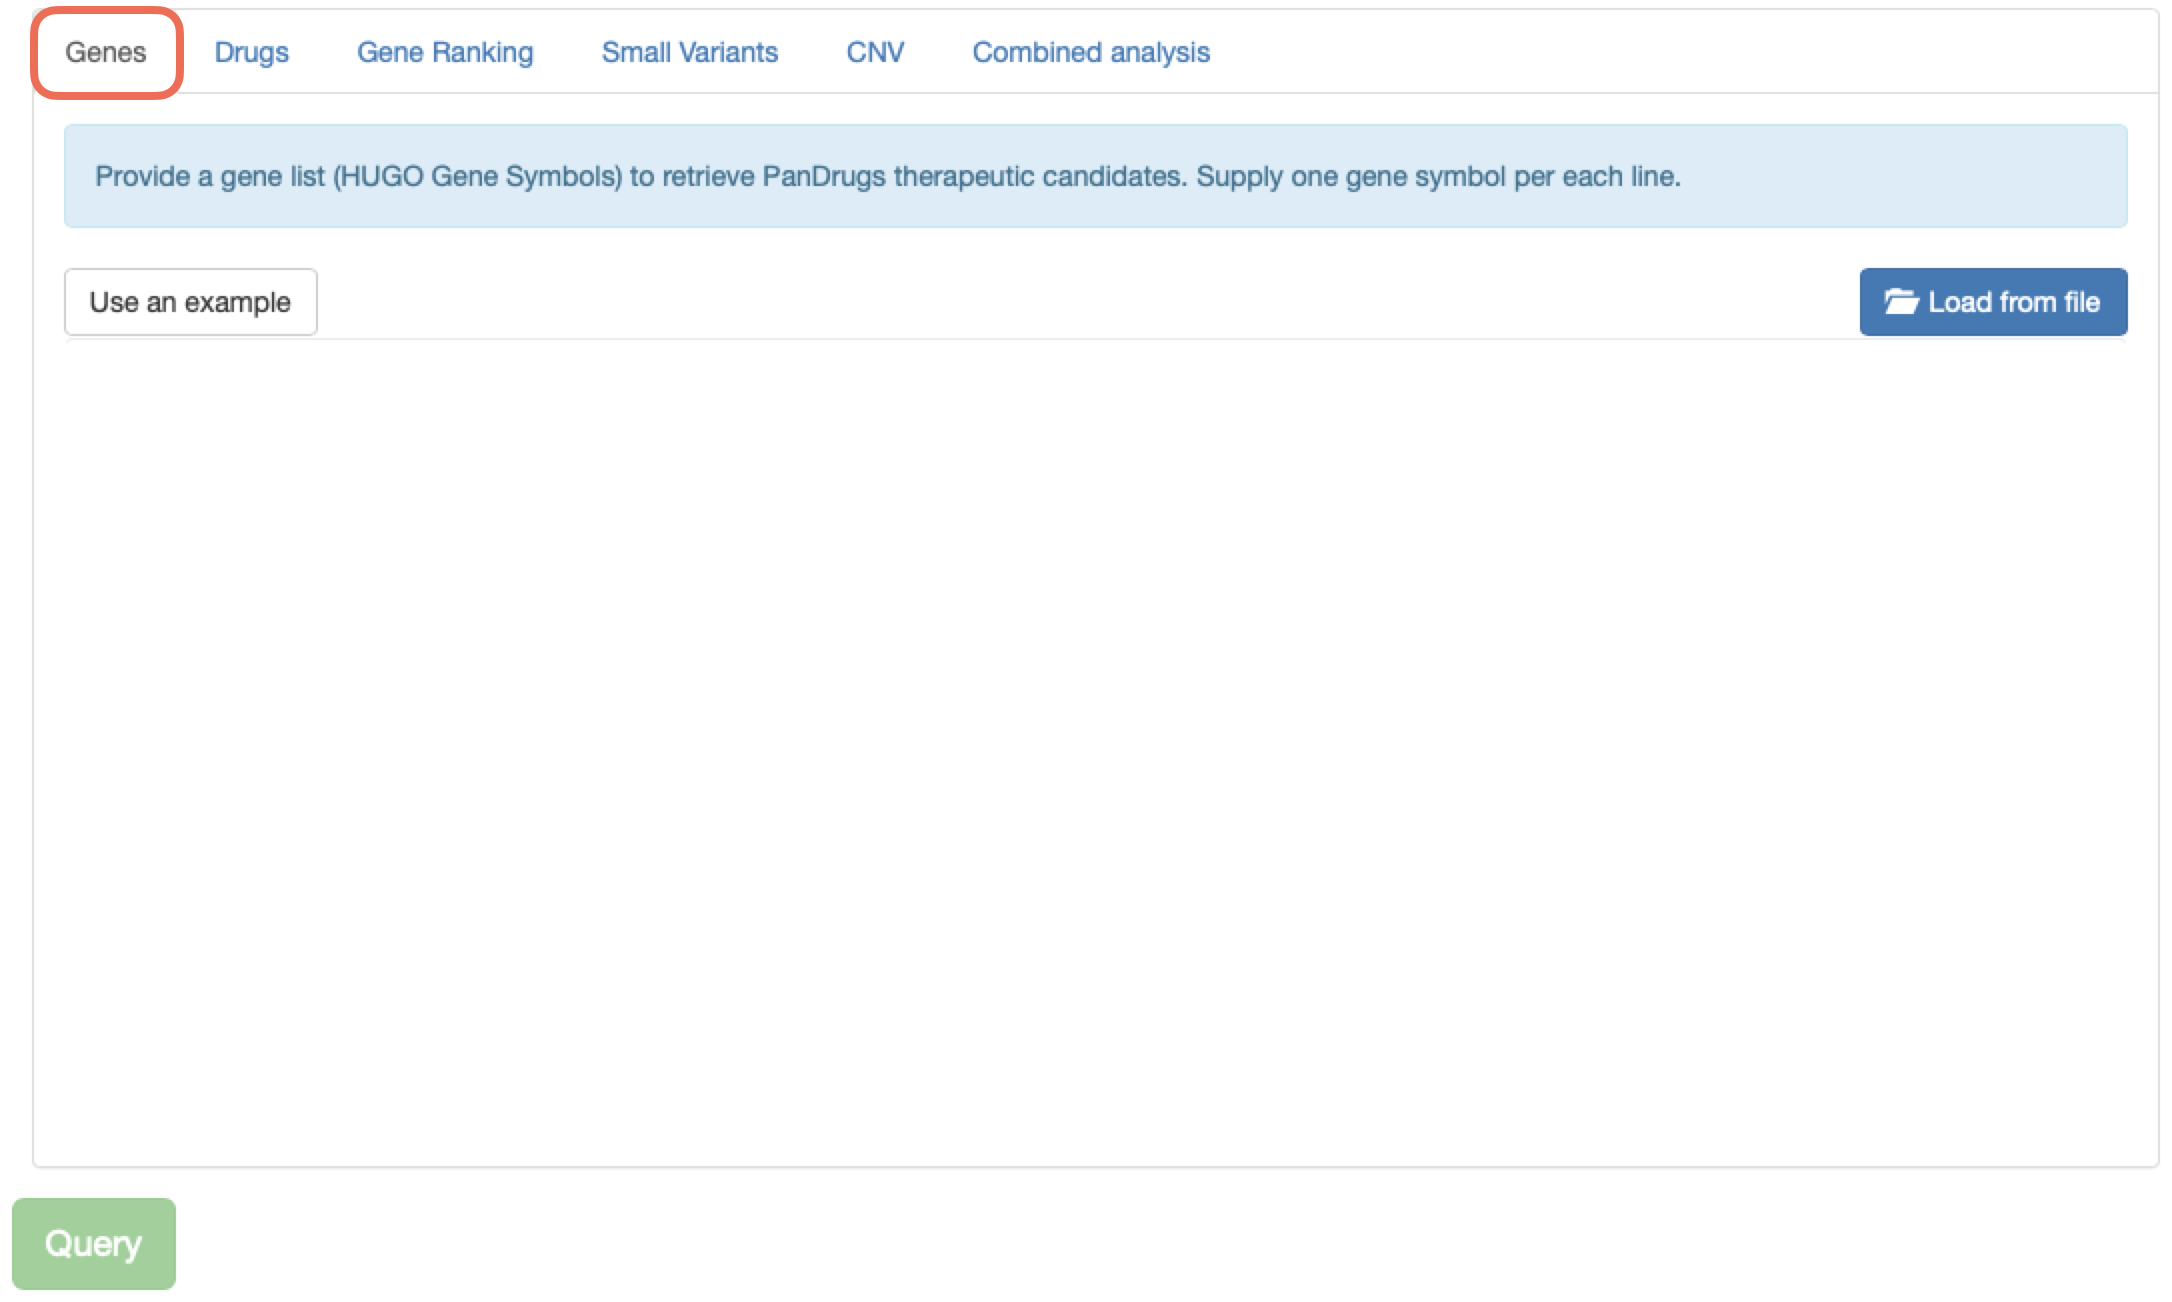 Genes Drugs Gene Ranking Small Variants CNV Combined analysis
Provide a gene list (HUGO Gene Symbols) to retrieve PanDrugs therapeutic candidates. Supply one gene symbol per each line.
Use an example Load from file
Query